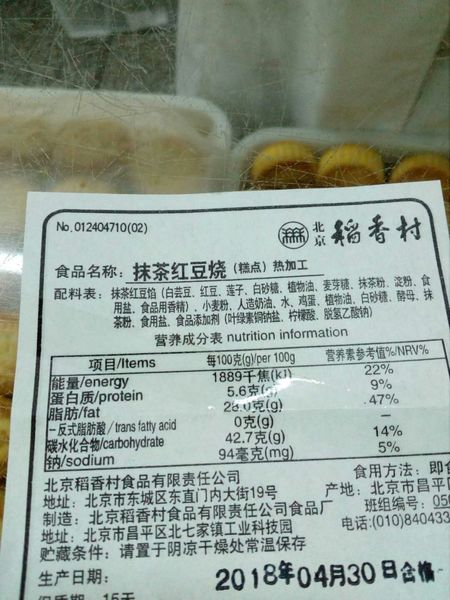 No.012404710(02)
北京 稻香村
食品名称：抹茶红豆烧（糕点）热加工
配料表：抹茶红豆馅（白芸豆、红豆、莲子、白砂糖、植物油、麦芽糖、抹茶粉、淀粉、食
用盐、食品用香精）、小麦粉、人造奶油、水、鸡蛋、植物油、白砂糖、酵母、抹
茶粉、食用盐、食品添加剂（叶绿素铜钠盐、柠檬酸、脱氢乙酸钠）
营养成分表 nutrition information
项目/Items 每100克(g)/per 100g 营养素参考值%/NRV%
能量/energy 1889千焦(kJ) 22%
蛋白质/protein 5.6克(g) 9%
脂肪/fat 28.0克(g) 47%
－反式脂肪酸／trans fatty acid 0克(g) －
碳水化合物/carbohydrate 42.7克(g) 14%
钠/sodium 94毫克(mg) 5%
北京稻香村食品有限责任公司 食用方法：即食
地址：北京市东城区东直门内大街19号 产地：北京市昌平区
制造：北京稻香村食品有限责任公司食品厂 班组编号：050
地址：北京市昌平区北七家镇工业科技园 电话:(010)840433
贮藏条件：请置于阴凉干燥处常温保存
生产日期： 2018年04月30日合格
保质期：15天